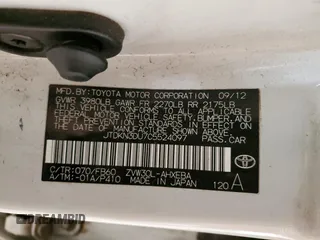 MFD. BY: TOYOTA MOTOR CORPORATION 09/12
GVWR 3980LB GAWR FR 2270LB RR 2175LB
THIS VEHICLE CONFORMS TO ALL APPLICABLE
FEDERAL MOTOR VEHICLE SAFETY, BUMPER, AND
THEFT PREVENTION STANDARDS IN EFFECT ON
THE DATE OF MANUFACTURE SHOWN ABOVE.
JTDKN3DU7C5524097 PASS. CAR
C/TR: 070/FB60 ZVW30L-AHXEBA
A/TM: -01A/P410 MADE IN JAPAN 120 A
DREAMBID